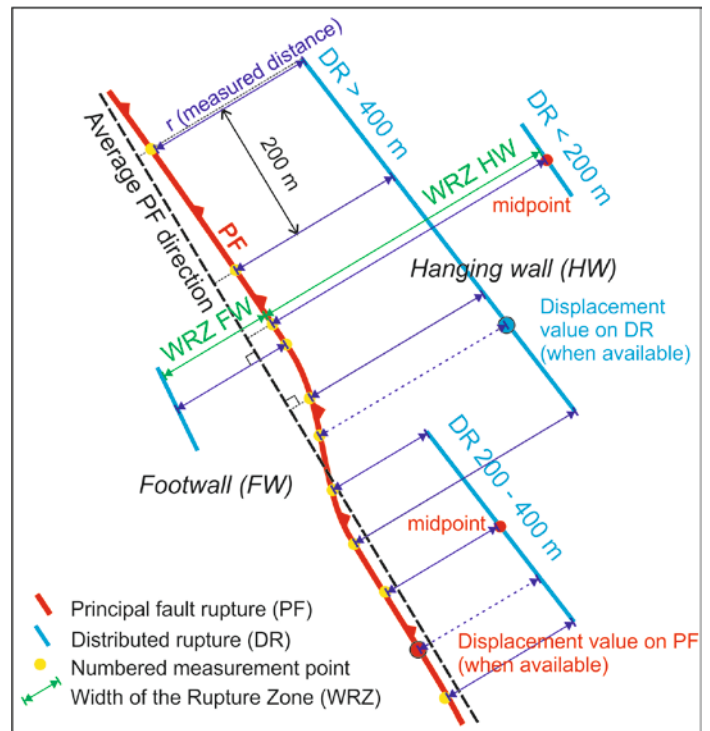 r (measured distance)
DR > 400 m
DR < 200 m
200 m
WRZ HW
midpoint
Average PF direction
PF
Hanging wall (HW)
WRZ FW
Displacement
value on DR
(when available)
Footwall (FW)
DR 200 - 400 m
midpoint
Displacement value on PF
(when available)
Principal fault rupture (PF)
Distributed rupture (DR)
Numbered measurement point
Width of the Rupture Zone (WRZ)